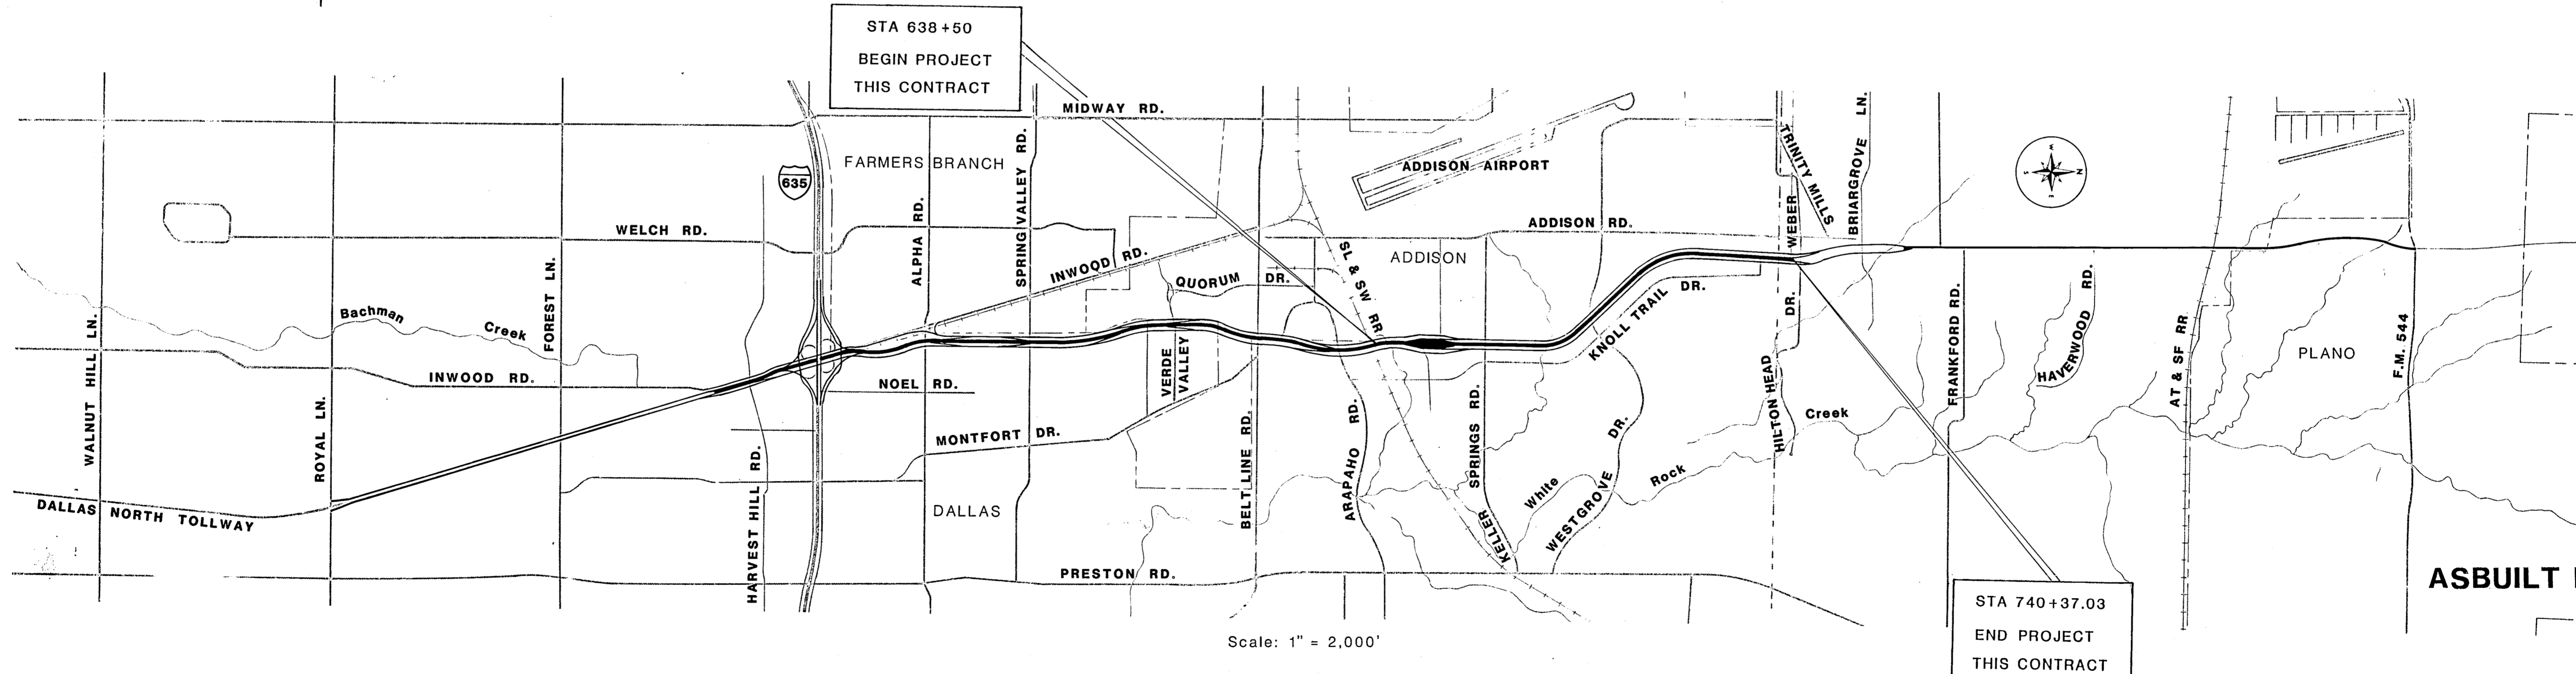 STA 638+50
BEGIN PROJECT
THIS CONTRACT
MIDWAY RD.
635
FARMERS BRANCH
SPRING VALLEY RD.
ADDISON AIRPORT
TRINITY MILLS
BRIARGROVE LN.
WEBER
W
S
N
E
WELCH RD.
ALPHA RD.
INWOOD RD.
ADDISON RD.
ADDISON
QUORUM DR.
SL & SW RR
KNOLL TRAIL DR.
DR.
Bachman Creek
FOREST LN.
WALNUT HILL LN.
ROYAL LN.
INWOOD RD.
NOEL RD.
VERDE
VALLEY
MONTFORT DR.
HARVEST HILL RD.
DALLAS
BELT LINE RD.
ARAPAHO RD.
KELLER SPRINGS RD.
WESTGROVE DR.
White Rock Creek
HILTON HEAD
FRANKFORD RD.
HAVERWOOD RD.
AT & SF RR
PLANO
F.M. 544
DALLAS NORTH TOLLWAY
PRESTON RD.
ASBUILT
STA 740+37.03
END PROJECT
THIS CONTRACT
Scale: 1" = 2,000'